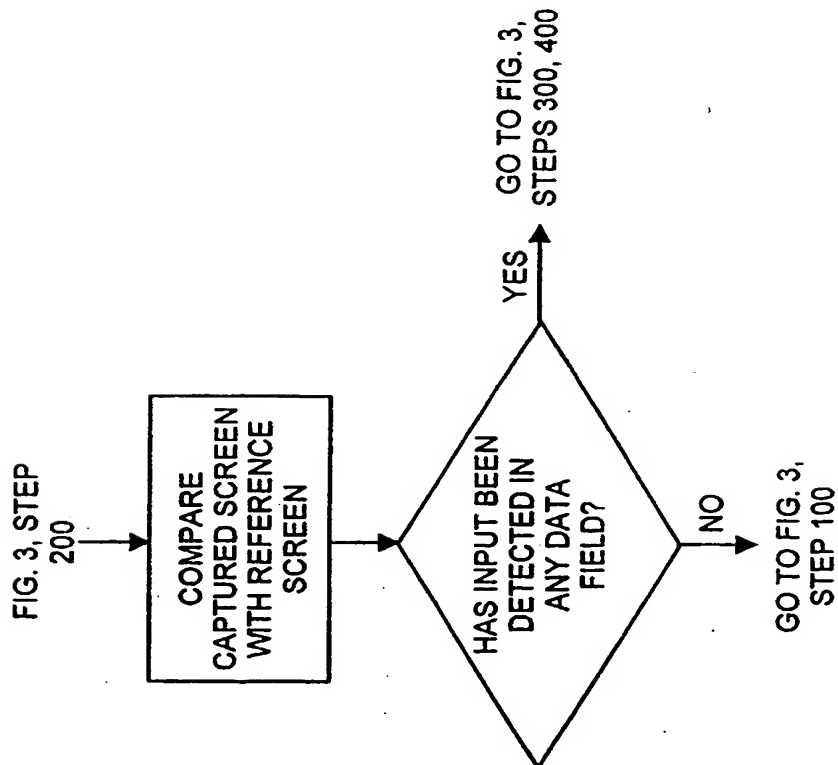 FIG. 3, STEP
200
COMPARE
CAPTURED SCREEN
WITH REFERENCE
SCREEN
HAS INPUT BEEN
DETECTED IN
ANY DATA
FIELD?
YES
GO TO FIG. 3,
STEPS 300, 400
NO
GO TO FIG. 3,
STEP 100